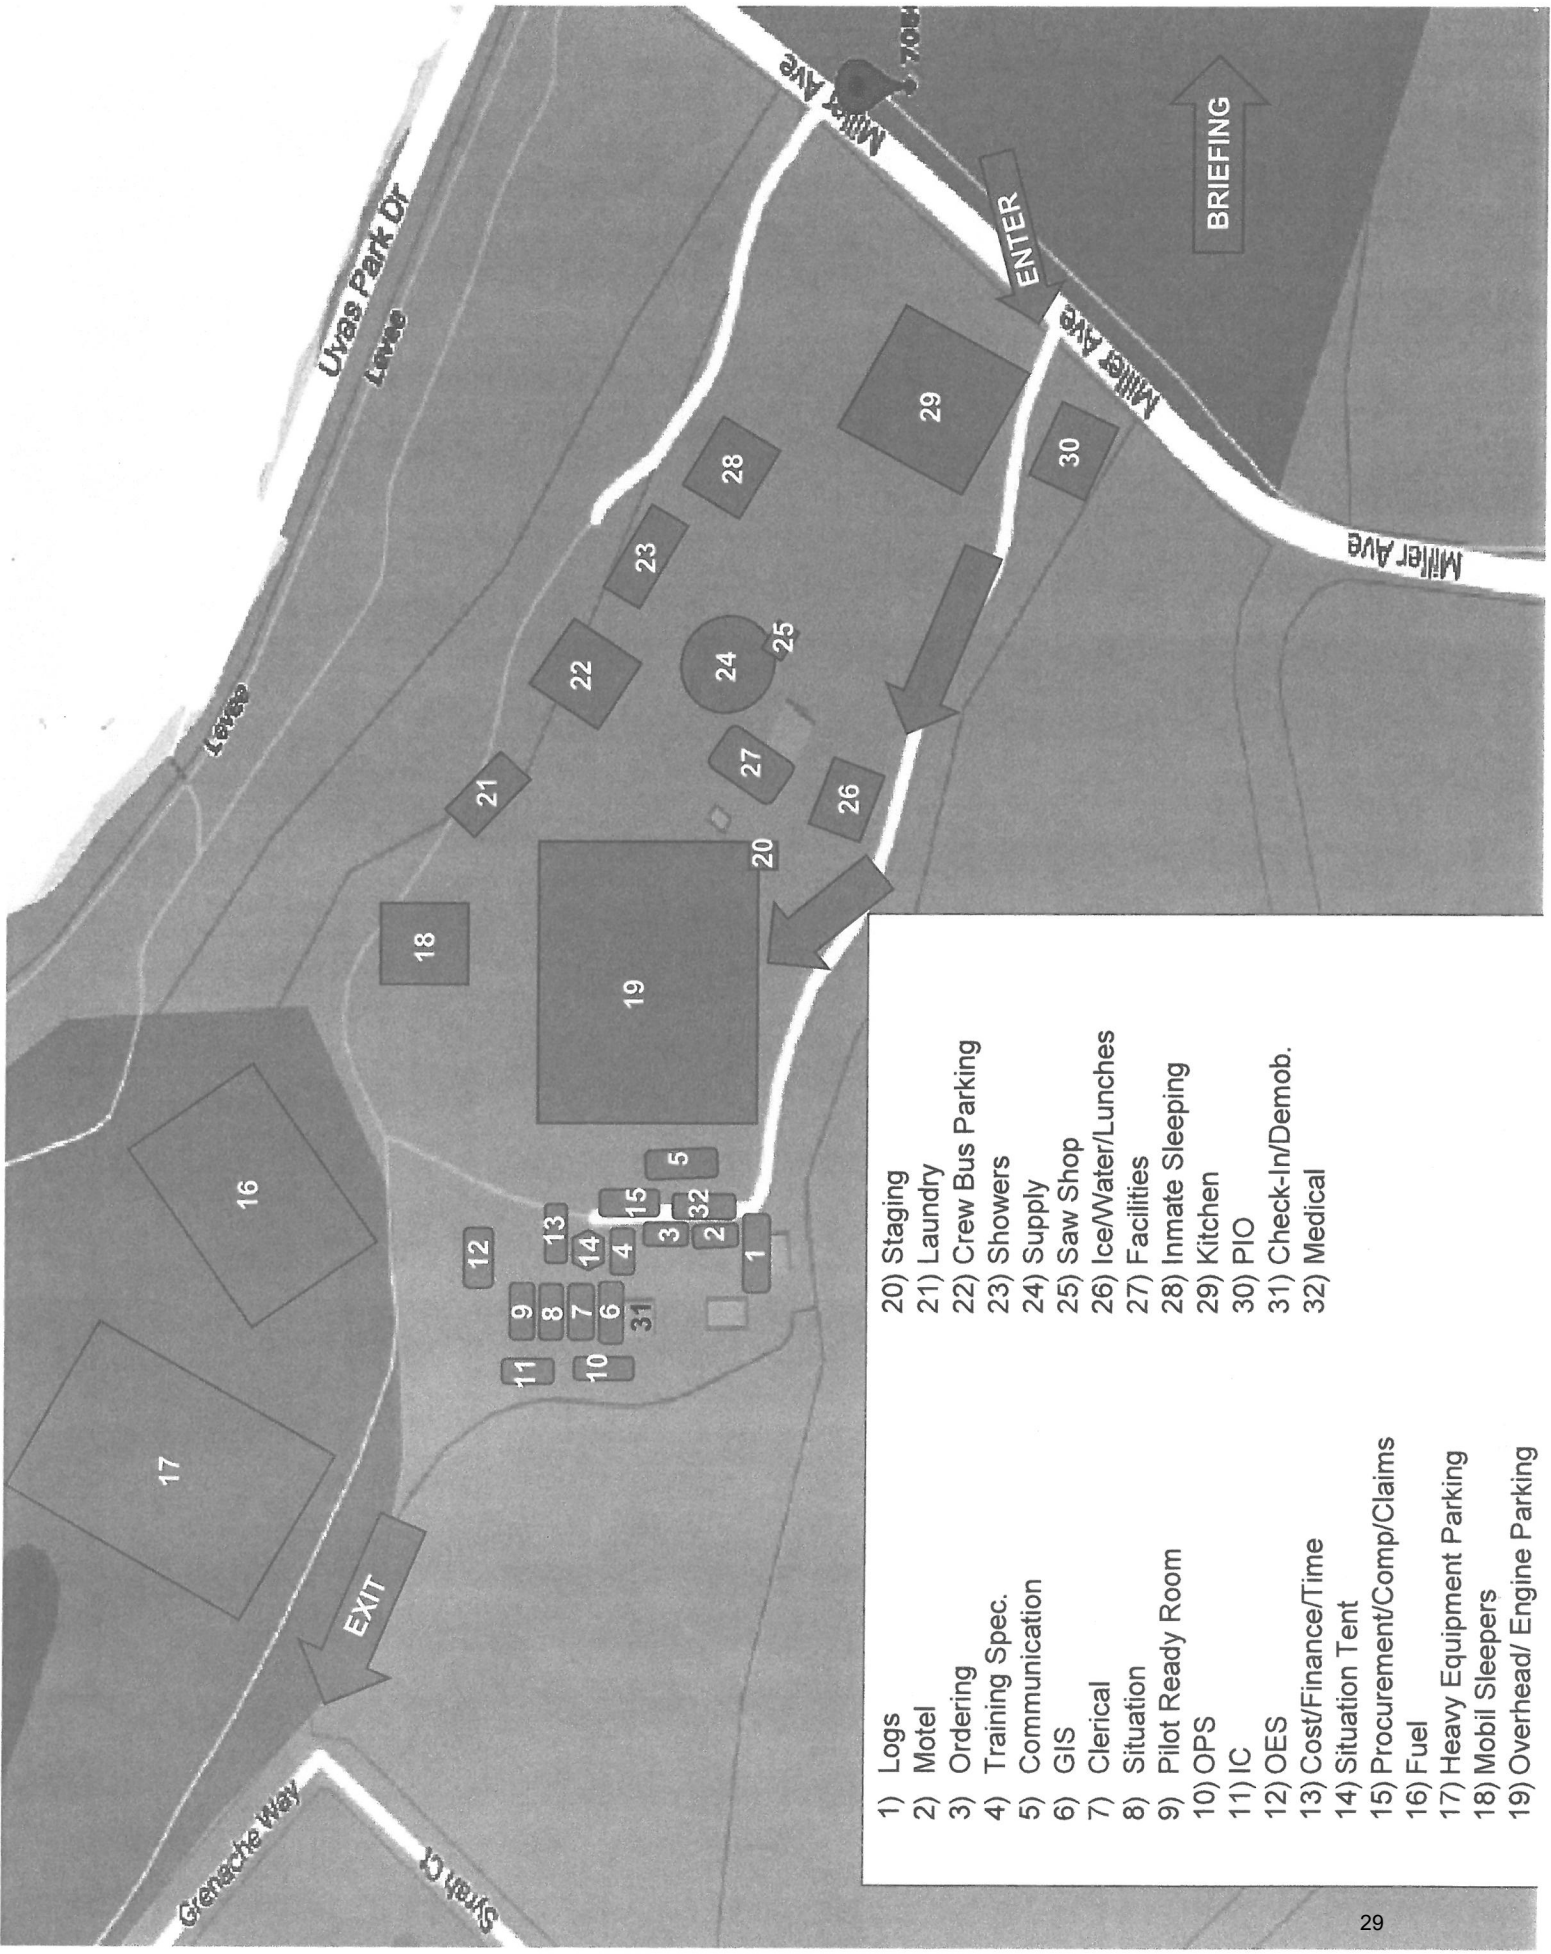 Uvas Park Dr
Levee
Levee
Miller Ave
Miller Ave
Miller Ave
Miller Ave
ENTER
BRIEFING
EXIT
Grenache Way
Syrah Ct
17
16
18
21
22
23
28
29
30
24
25
27
26
20
19
12
13
14
15
5
32
4
3
2
1
9
8
7
6
31
11
10
1) Logs
2) Motel
3) Ordering
4) Training Spec.
5) Communication
6) GIS
7) Clerical
8) Situation
9) Pilot Ready Room
10) OPS
11) IC
12) OES
13) Cost/Finance/Time
14) Situation Tent
15) Procurement/Comp/Claims
16) Fuel
17) Heavy Equipment Parking
18) Mobil Sleepers
19) Overhead/ Engine Parking
20) Staging
21) Laundry
22) Crew Bus Parking
23) Showers
24) Supply
25) Saw Shop
26) Ice/Water/Lunches
27) Facilities
28) Inmate Sleeping
29) Kitchen
30) PIO
31) Check-In/Demob.
32) Medical
29